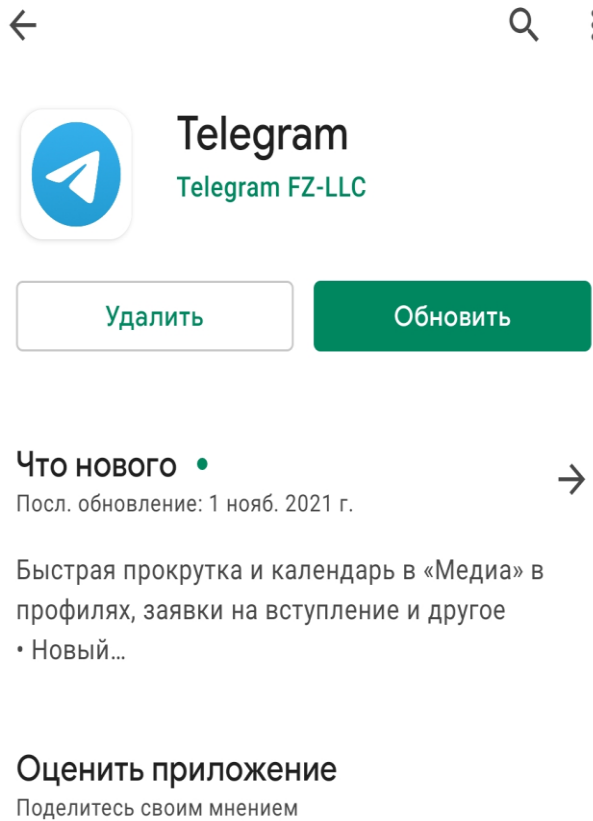 Telegram
Telegram FZ-LLC
Удалить
Обновить
Что нового
Посл. обновление: 1 нояб. 2021 г.
Быстрая прокрутка и календарь в «Медиа» в
профилях, заявки на вступление и другое
• Новый...
Оценить приложение
Поделитесь своим мнением